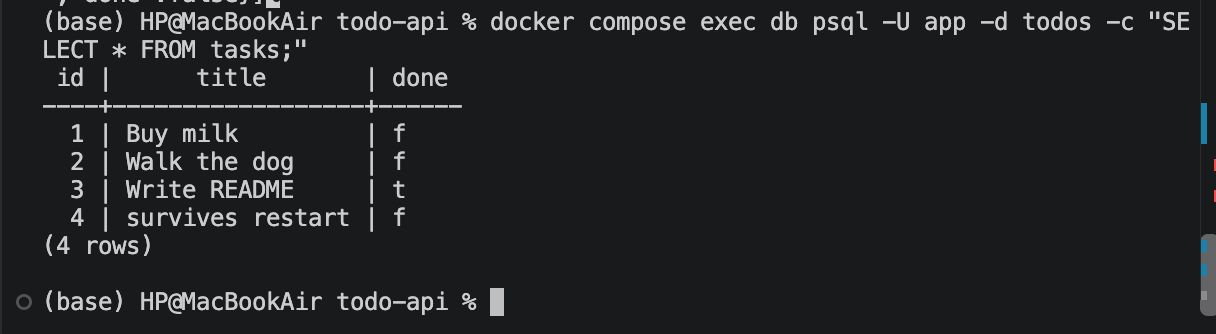 (base) HP@MacBookAir todo-api % docker compose exec db psql -U app -d todos -c "SE
LECT * FROM tasks;"
 id |      title       | done
----+------------------+------
  1 | Buy milk         | f
  2 | Walk the dog     | f
  3 | Write README     | t
  4 | survives restart | f
(4 rows)
(base) HP@MacBookAir todo-api %